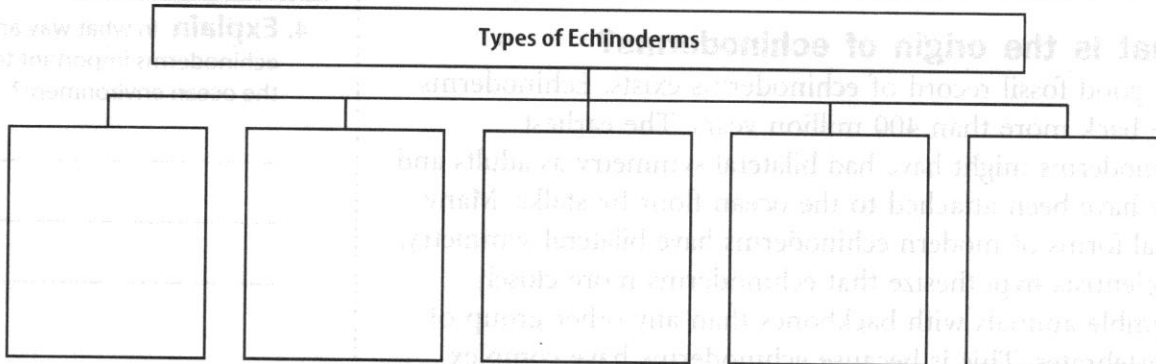 Types of Echinoderms
4. Explain In what way are
echinoderms important to
the ocean environment?
at is the origin of echinoderms?
good fossil record of echinoderms exists. Echinoderms
back more than 400 million years. The earliest
noderms might have had bilateral symmetry as adults and
have been attached to the ocean floor by stalks. Many
al forms of modern echinoderms have bilateral symmetry.
ientists hypothesize that echinoderms more closely
animals with backbones than any other group of
vertebrates. This is because echinoderms have complex